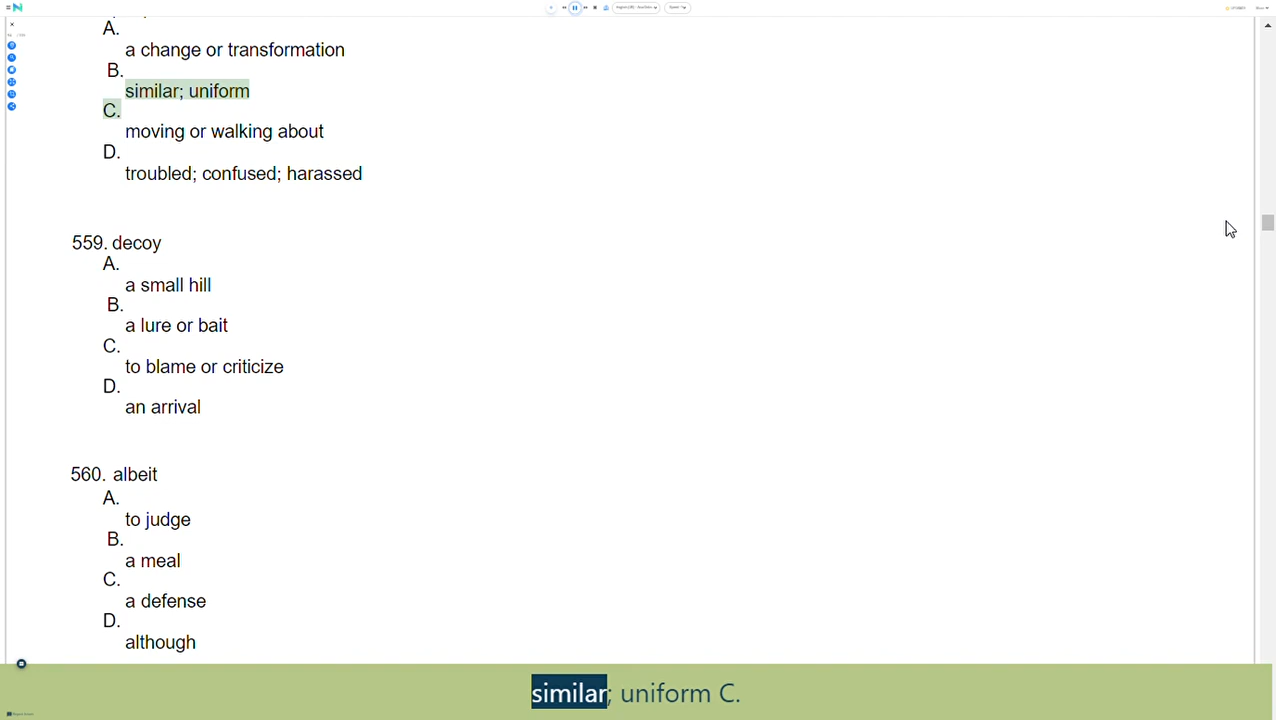 A.
a change or transformation
B.
similar; uniform
C.
moving or walking about
D.
troubled; confused; harassed
559. decoy
A.
a small hill
B.
a lure or bait
C.
to blame or criticize
D.
an arrival
560. albeit
A.
to judge
B.
a meal
C.
a defense
D.
although
similar; uniform C.